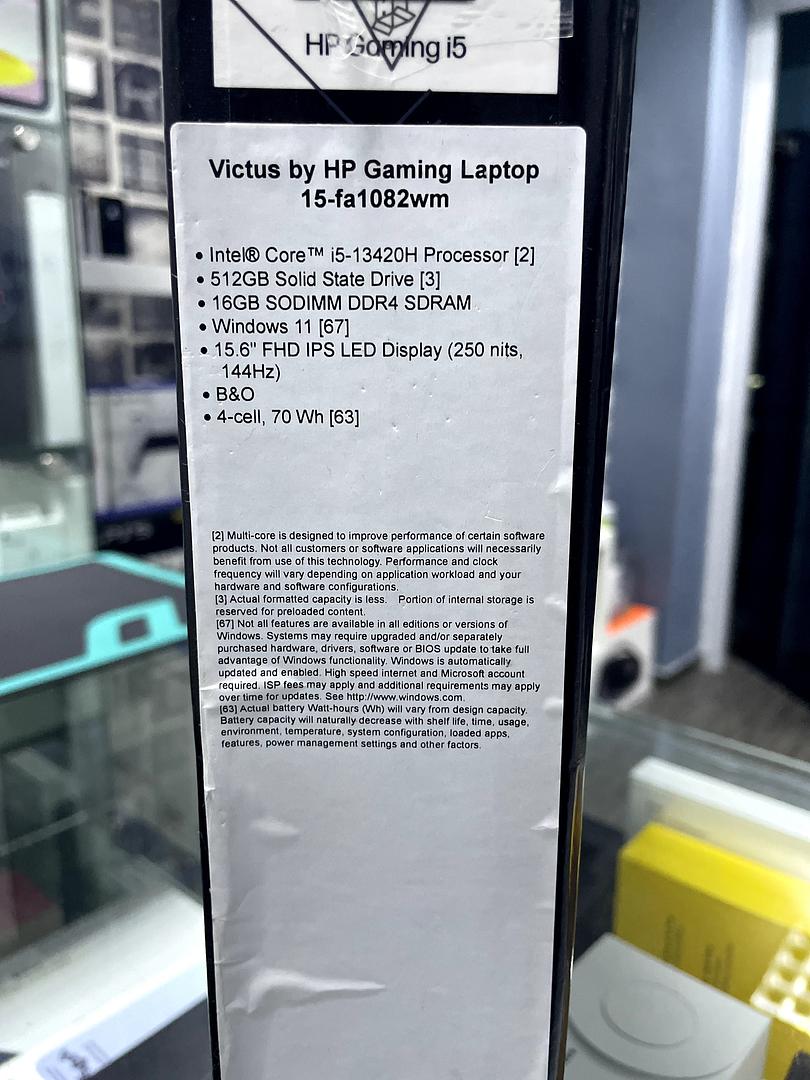 HP Gaming i5
Victus by HP Gaming Laptop
15-fa1082wm
• Intel® Core™ i5-13420H Processor [2]
• 512GB Solid State Drive [3]
• 16GB SODIMM DDR4 SDRAM
• Windows 11 [67]
• 15.6" FHD IPS LED Display (250 nits,
144Hz)
• B&O
• 4-cell, 70 Wh [63]
[2] Multi-core is designed to improve performance of certain software
products. Not all customers or software applications will necessarily
benefit from use of this technology. Performance and clock
frequency will vary depending on application workload and your
hardware and software configurations.
[3] Actual formatted capacity is less. Portion of internal storage is
reserved for preloaded content.
[67] Not all features are available in all editions or versions of
Windows. Systems may require upgraded and/or separately
purchased hardware, drivers, software or BIOS update to take full
advantage of Windows functionality. Windows is automatically
updated and enabled. High speed internet and Microsoft account
required. ISP fees may apply and additional requirements may apply
over time for updates. See http://www.windows.com.
[63] Actual battery Watt-hours (Wh) will vary from design capacity.
Battery capacity will naturally decrease with shelf life, time, usage,
environment, temperature, system configuration, loaded apps,
features, power management settings and other factors.